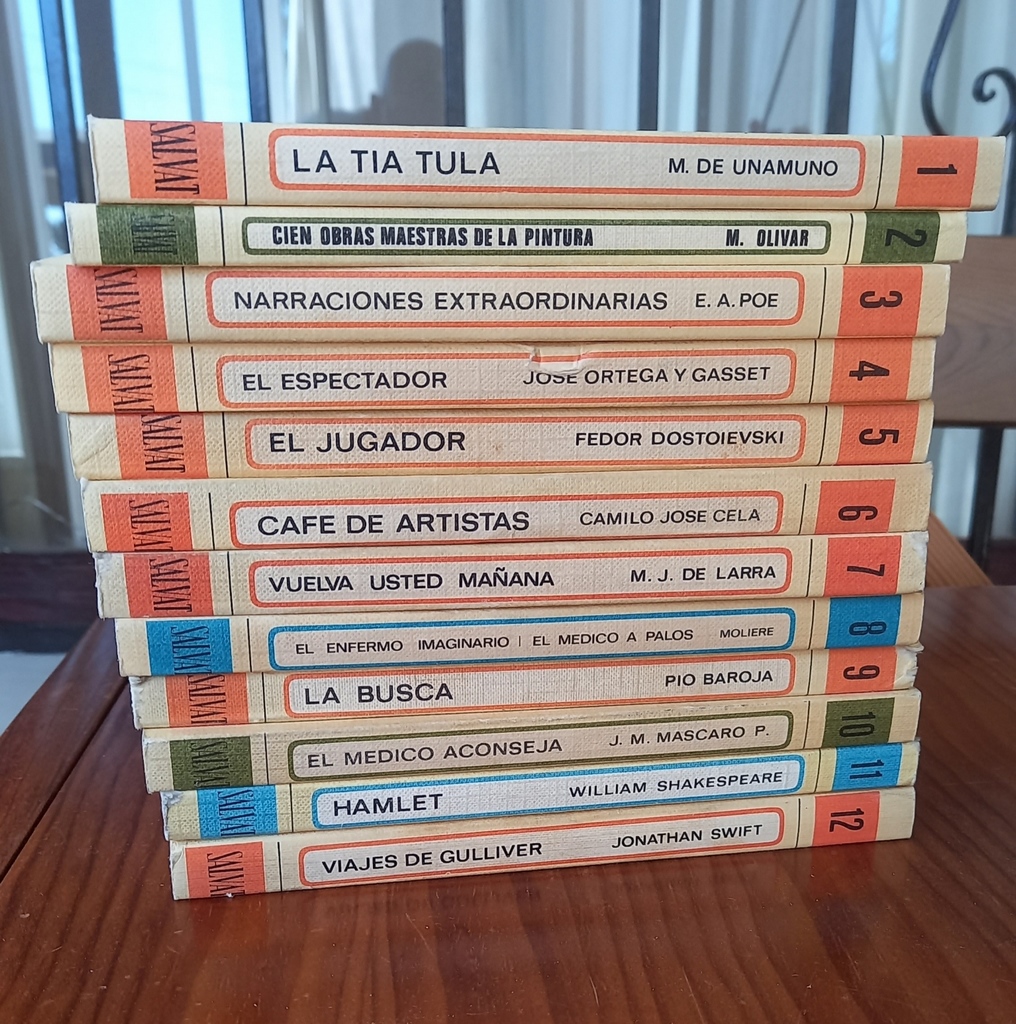 SALVAT LA TIA TULA M. DE UNAMUNO 1
SALVAT CIEN OBRAS MAESTRAS DE LA PINTURA M. OLIVAR 2
SALVAT NARRACIONES EXTRAORDINARIAS E. A. POE 3
SALVAT EL ESPECTADOR JOSE ORTEGA Y GASSET 4
SALVAT EL JUGADOR FEDOR DOSTOIEVSKI 5
SALVAT CAFE DE ARTISTAS CAMILO JOSE CELA 6
SALVAT VUELVA USTED MAÑANA M. J. DE LARRA 7
SALVAT EL ENFERMO IMAGINARIO | EL MEDICO A PALOS MOLIERE 8
SALVAT LA BUSCA PIO BAROJA 9
SALVAT EL MEDICO ACONSEJA J. M. MASCARO P. 10
SALVAT HAMLET WILLIAM SHAKESPEARE 11
SALVAT VIAJES DE GULLIVER JONATHAN SWIFT 12